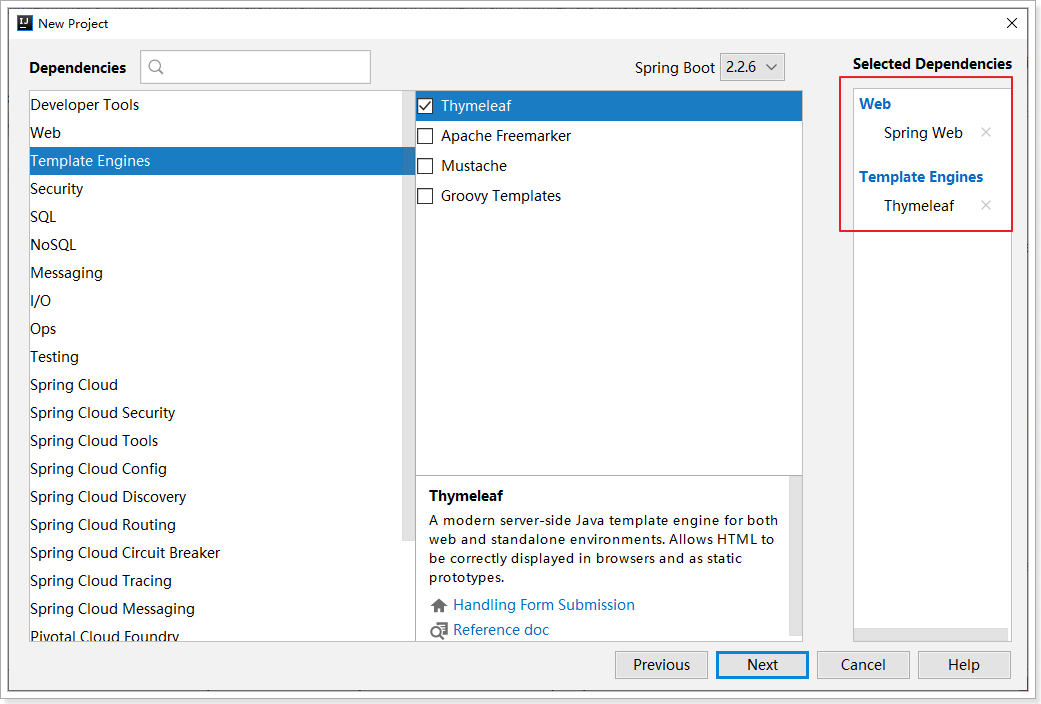 New Project
Dependencies
Spring Boot 2.2.6
Selected Dependencies
Developer Tools
Web
Template Engines
Security
SQL
NoSQL
Messaging
I/O
Ops
Testing
Spring Cloud
Spring Cloud Security
Spring Cloud Tools
Spring Cloud Config
Spring Cloud Discovery
Spring Cloud Routing
Spring Cloud Circuit Breaker
Spring Cloud Tracing
Spring Cloud Messaging
Pivotal Cloud Foundry
Thymeleaf
Apache Freemarker
Mustache
Groovy Templates
Thymeleaf
A modern server-side Java template engine for both
web and standalone environments. Allows HTML to
be correctly displayed in browsers and as static
prototypes.
Handling Form Submission
Reference doc
Web
Spring Web
Template Engines
Thymeleaf
Previous
Next
Cancel
Help